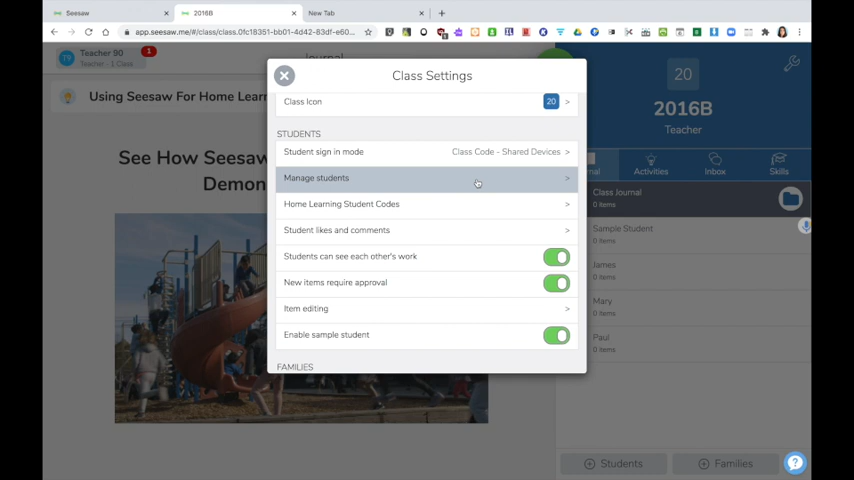 Seesaw
2016B
New Tab
app.seesaw.me/#/class/class.0fc18351-bb01-4d42-83df-e60...
T9
Teacher 90
Teacher - 1 Class
1
Journal
Using Seesaw For Home Lear
See How Seesaw
Demon
Class Settings
Class Icon
20
>
STUDENTS
Student sign in mode
Class Code - Shared Devices >
Manage students >
Home Learning Student Codes >
Student likes and comments >
Students can see each other's work
New items require approval
Item editing >
Enable sample student
FAMILIES
20
2016B
Teacher
nal
Activities
Inbox
Skills
Class Journal
0 items
Sample Student
0 items
James
0 items
Mary
0 items
Paul
0 items
Students
Families
?